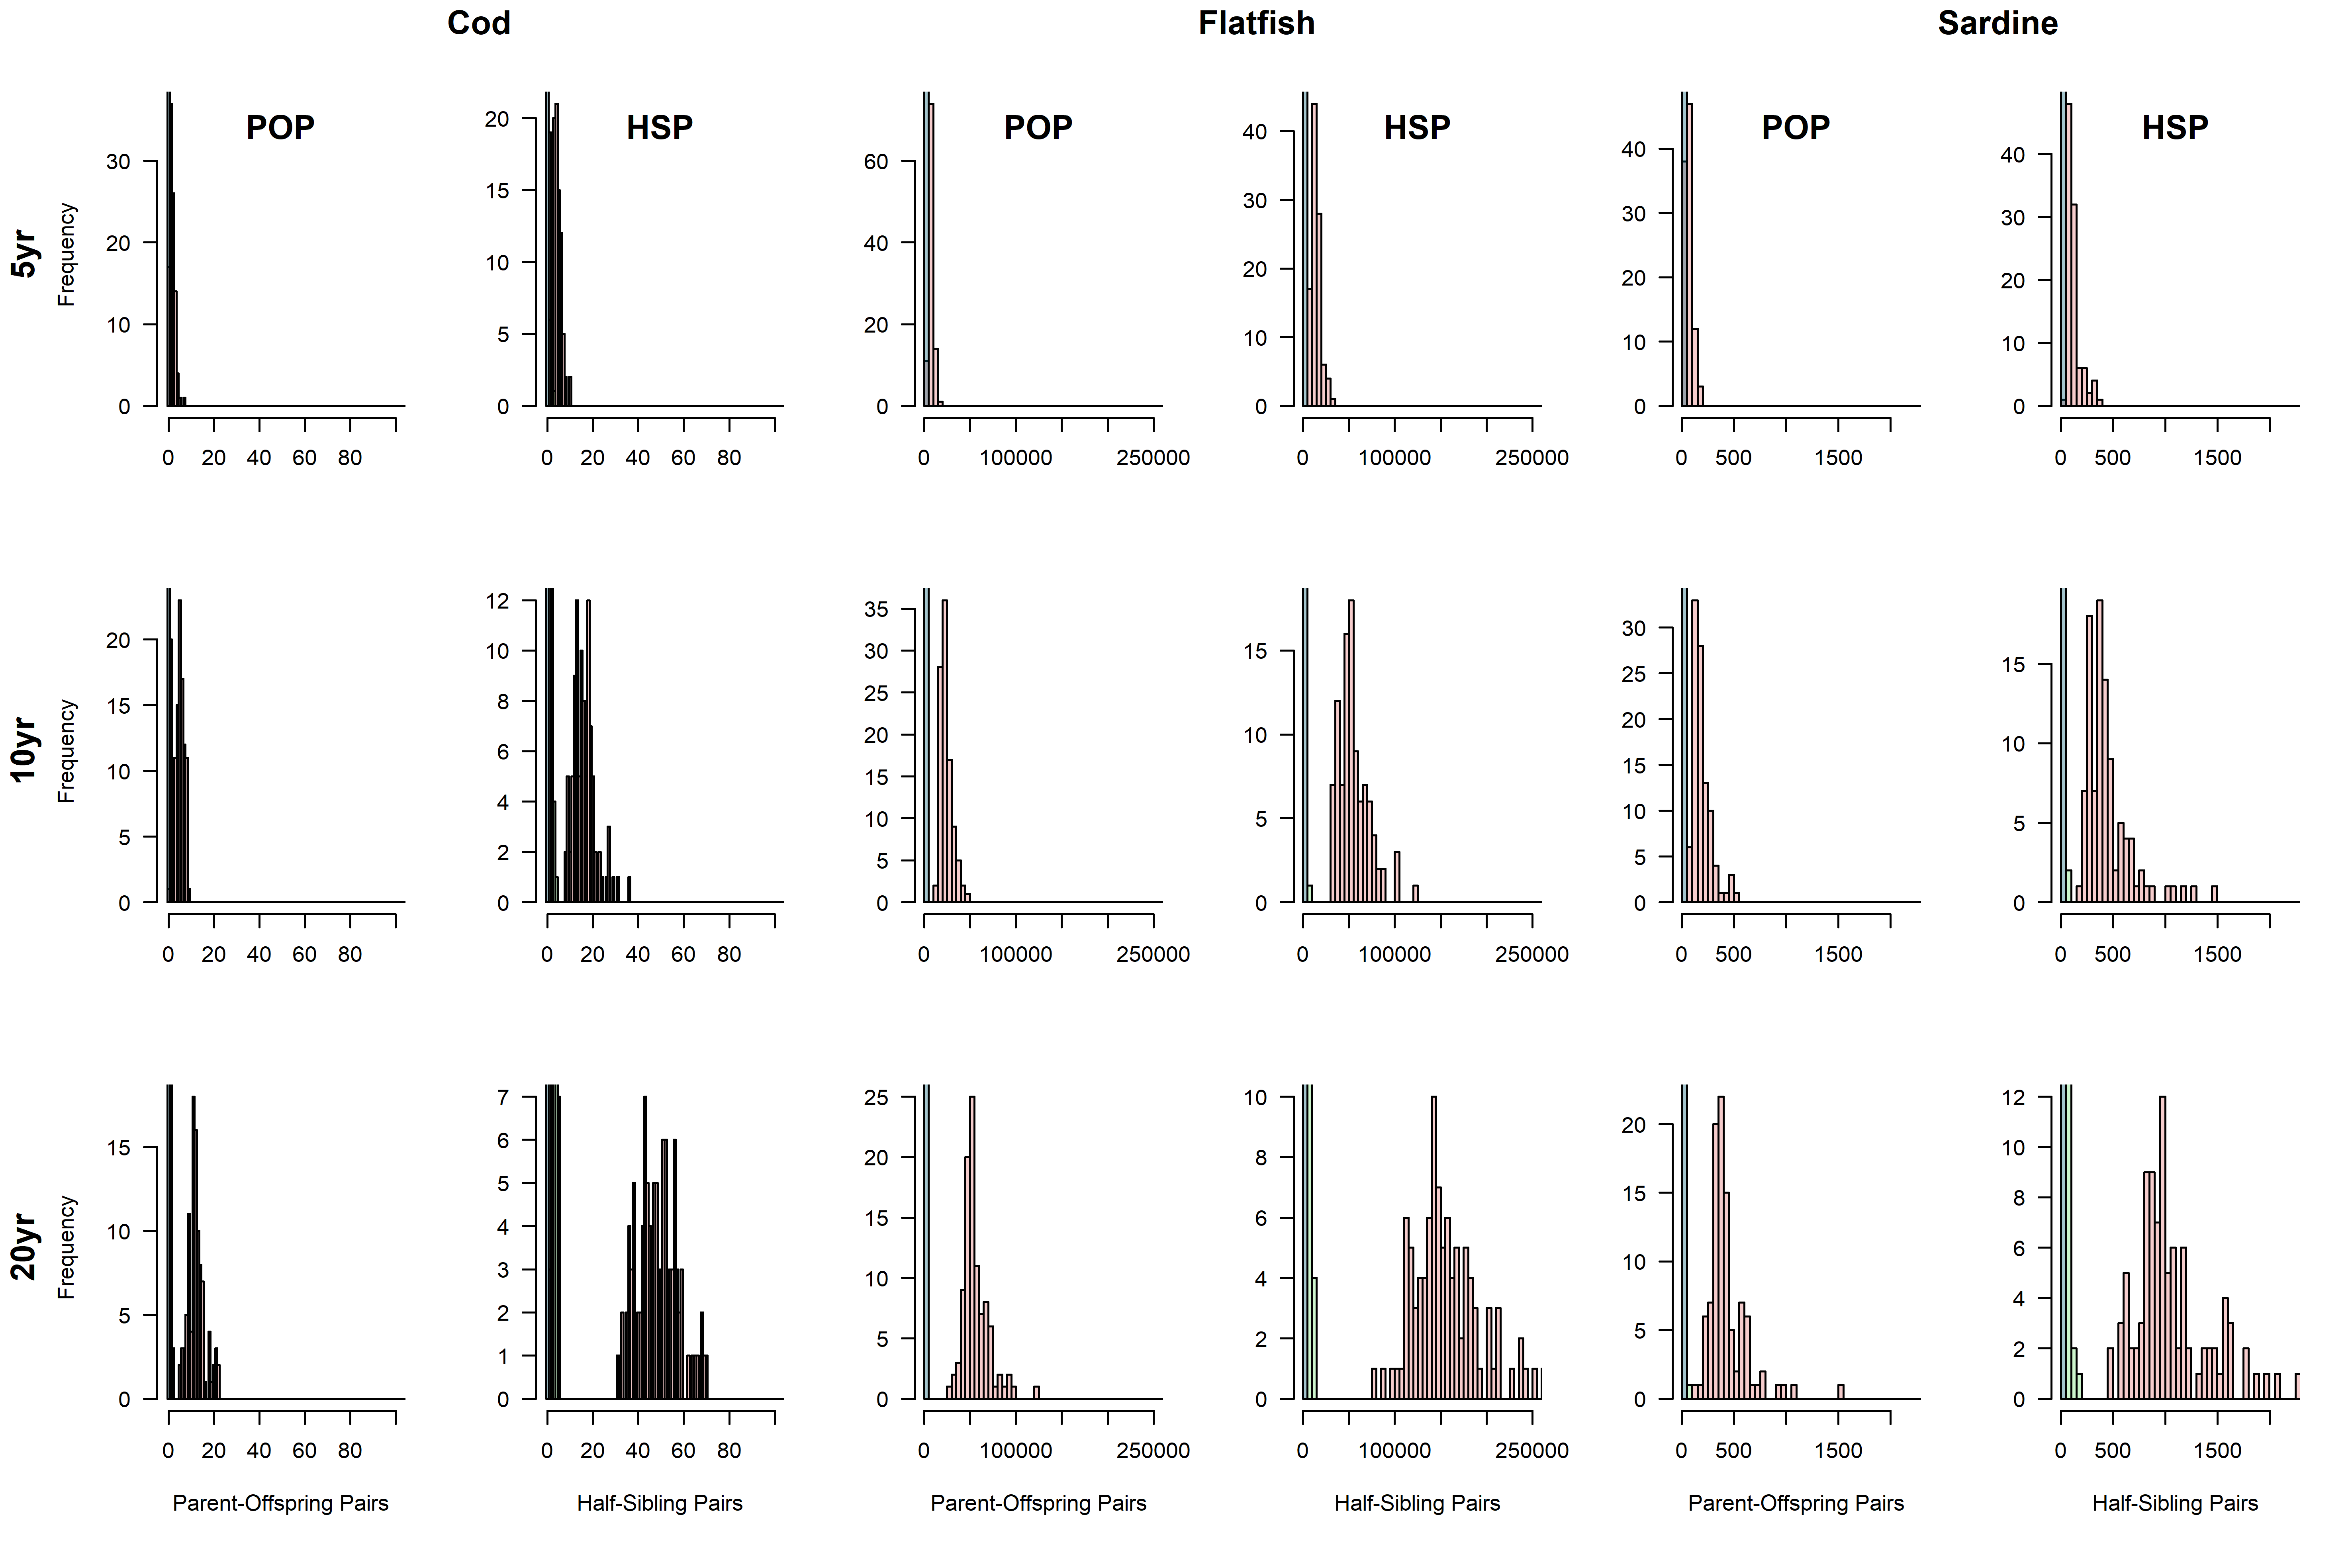 Cod Flatfish Sardine
POP HSP POP HSP POP HSP
5yr
Frequency
0 10 20 30
0 5 10 15 20
0 20 40 60
0 10 20 30 40
0 10 20 30 40
0 10 20 30 40
0 20 40 60 80
0 20 40 60 80
0 100000 250000
0 100000 250000
0 500 1500
0 500 1500
10yr
Frequency
0 5 10 15 20
0 2 4 6 8 10 12
0 5 10 15 20 25 30 35
0 5 10 15
0 5 10 15 20 25 30
0 5 10 15
0 20 40 60 80
0 20 40 60 80
0 100000 250000
0 100000 250000
0 500 1500
0 500 1500
20yr
Frequency
0 5 10 15
0 1 2 3 4 5 6 7
0 5 10 15 20 25
0 2 4 6 8 10
0 5 10 15 20
0 2 4 6 8 10 12
0 20 40 60 80
0 20 40 60 80
0 100000 250000
0 100000 250000
0 500 1500
0 500 1500
Parent-Offspring Pairs
Half-Sibling Pairs
Parent-Offspring Pairs
Half-Sibling Pairs
Parent-Offspring Pairs
Half-Sibling Pairs